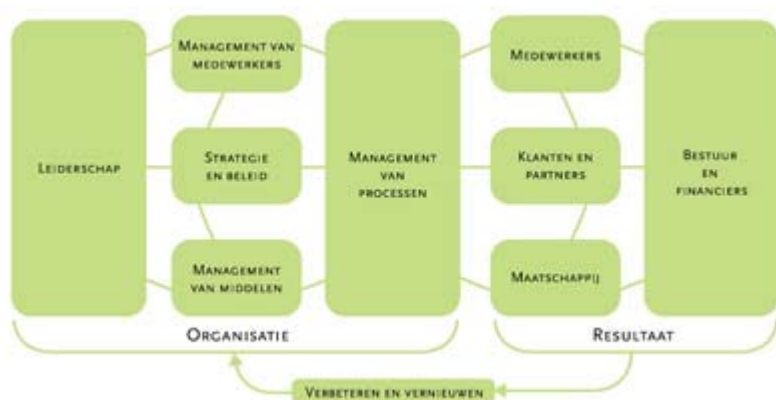 LEIDERSCHAP
MANAGEMENT VAN
MEDEWERKERS
STRATEGIE
EN BELEID
MANAGEMENT
VAN MIDDELEN
MANAGEMENT
VAN
PROCESSEN
MEDEWERKERS
KLANTEN EN
PARTNERS
MAATSCHAPPIJ
BESTUUR
EN
FINANCIERS
ORGANISATIE
RESULTAAT
VERBETEREN EN VERNIEUWEN